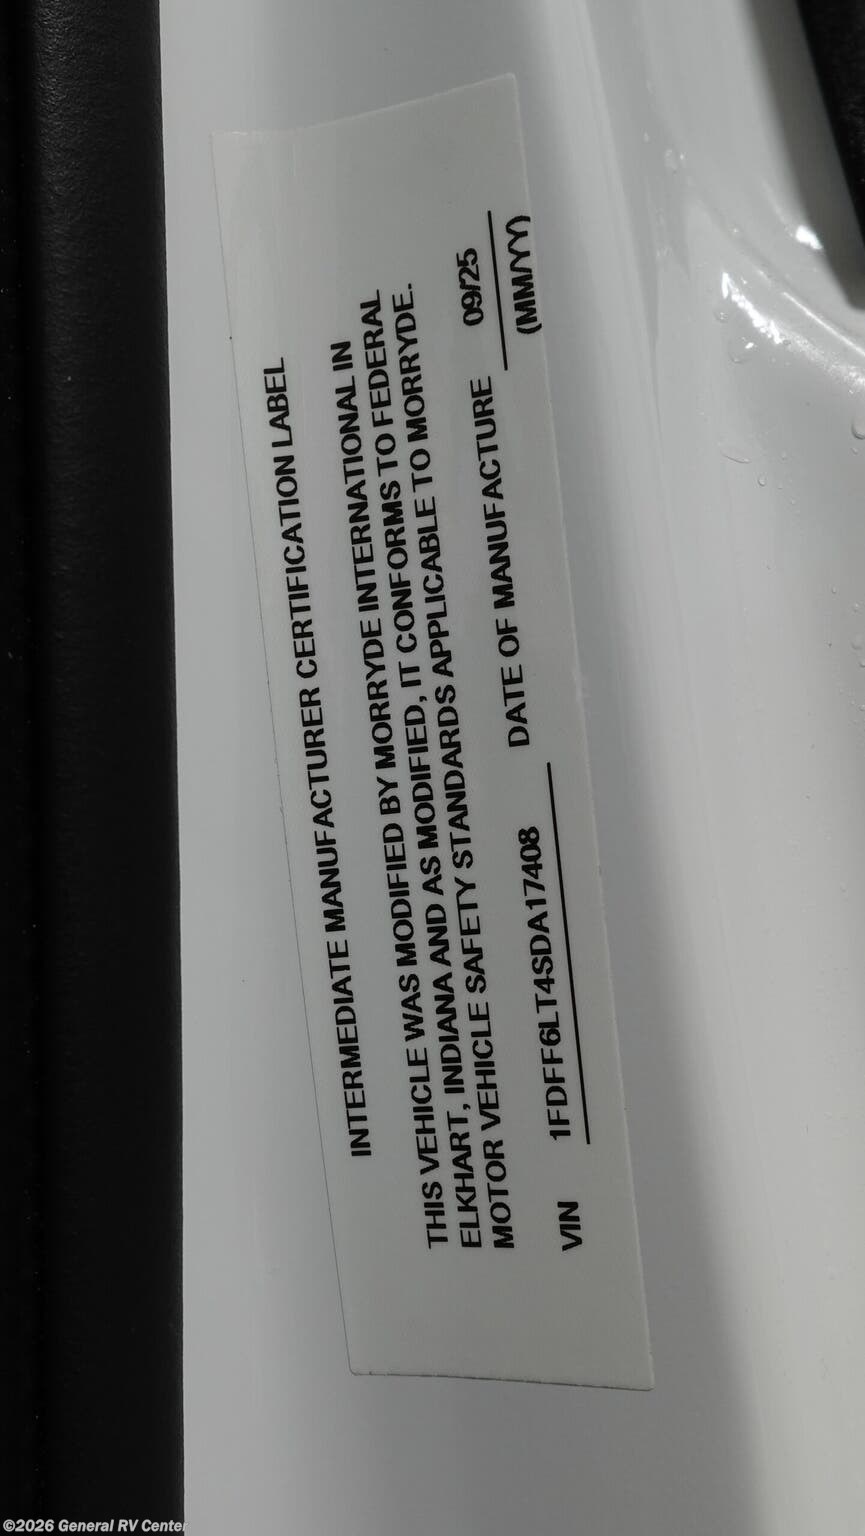 INTERMEDIATE MANUFACTURER CERTIFICATION LABEL
THIS VEHICLE WAS MODIFIED BY MORRYDE INTERNATIONAL IN
ELKHART, INDIANA AND AS MODIFIED, IT CONFORMS TO FEDERAL
MOTOR VEHICLE SAFETY STANDARDS APPLICABLE TO MORRYDE.
VIN 1FDFF6LT4SDA17408 DATE OF MANUFACTURE 09/25
(MM/YY)
©2026 General RV Center